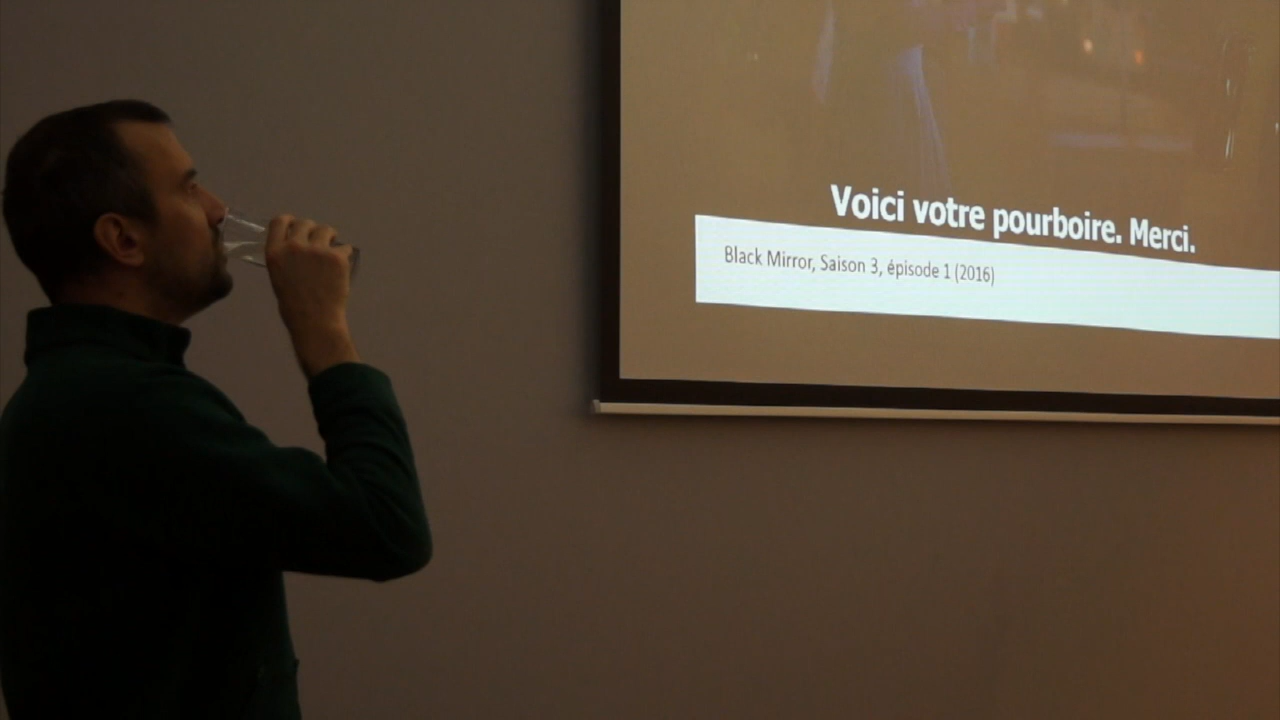 Voici votre pourboire. Merci.
Black Mirror, Saison 3, épisode 1 (2016)